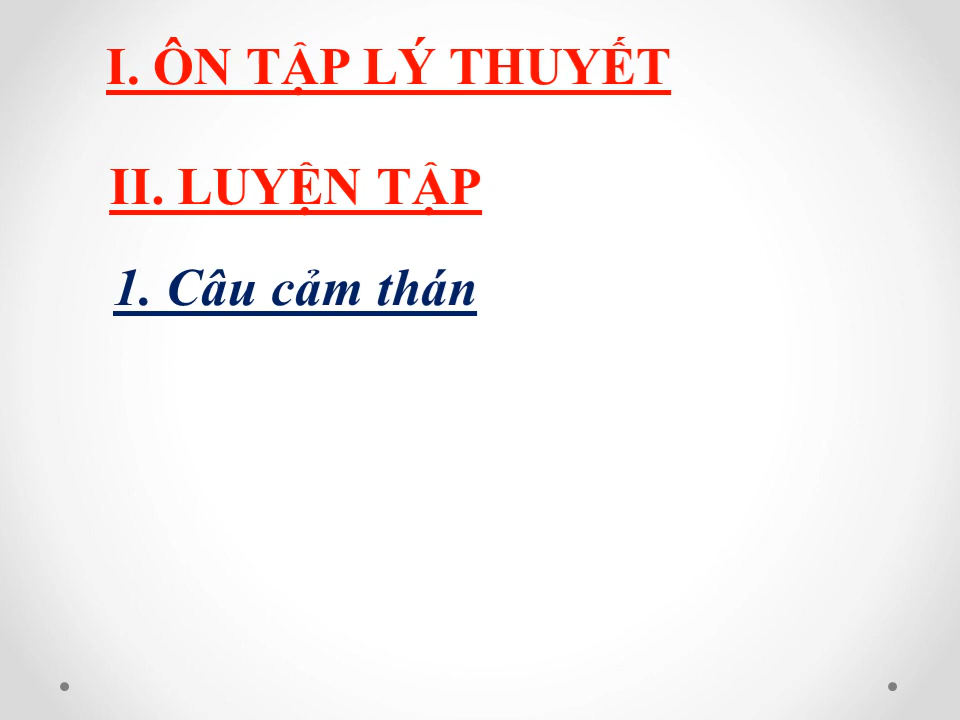 I. ÔN TẬP LÝ THUYẾT
II. LUYỆN TẬP
1. Câu cảm thán